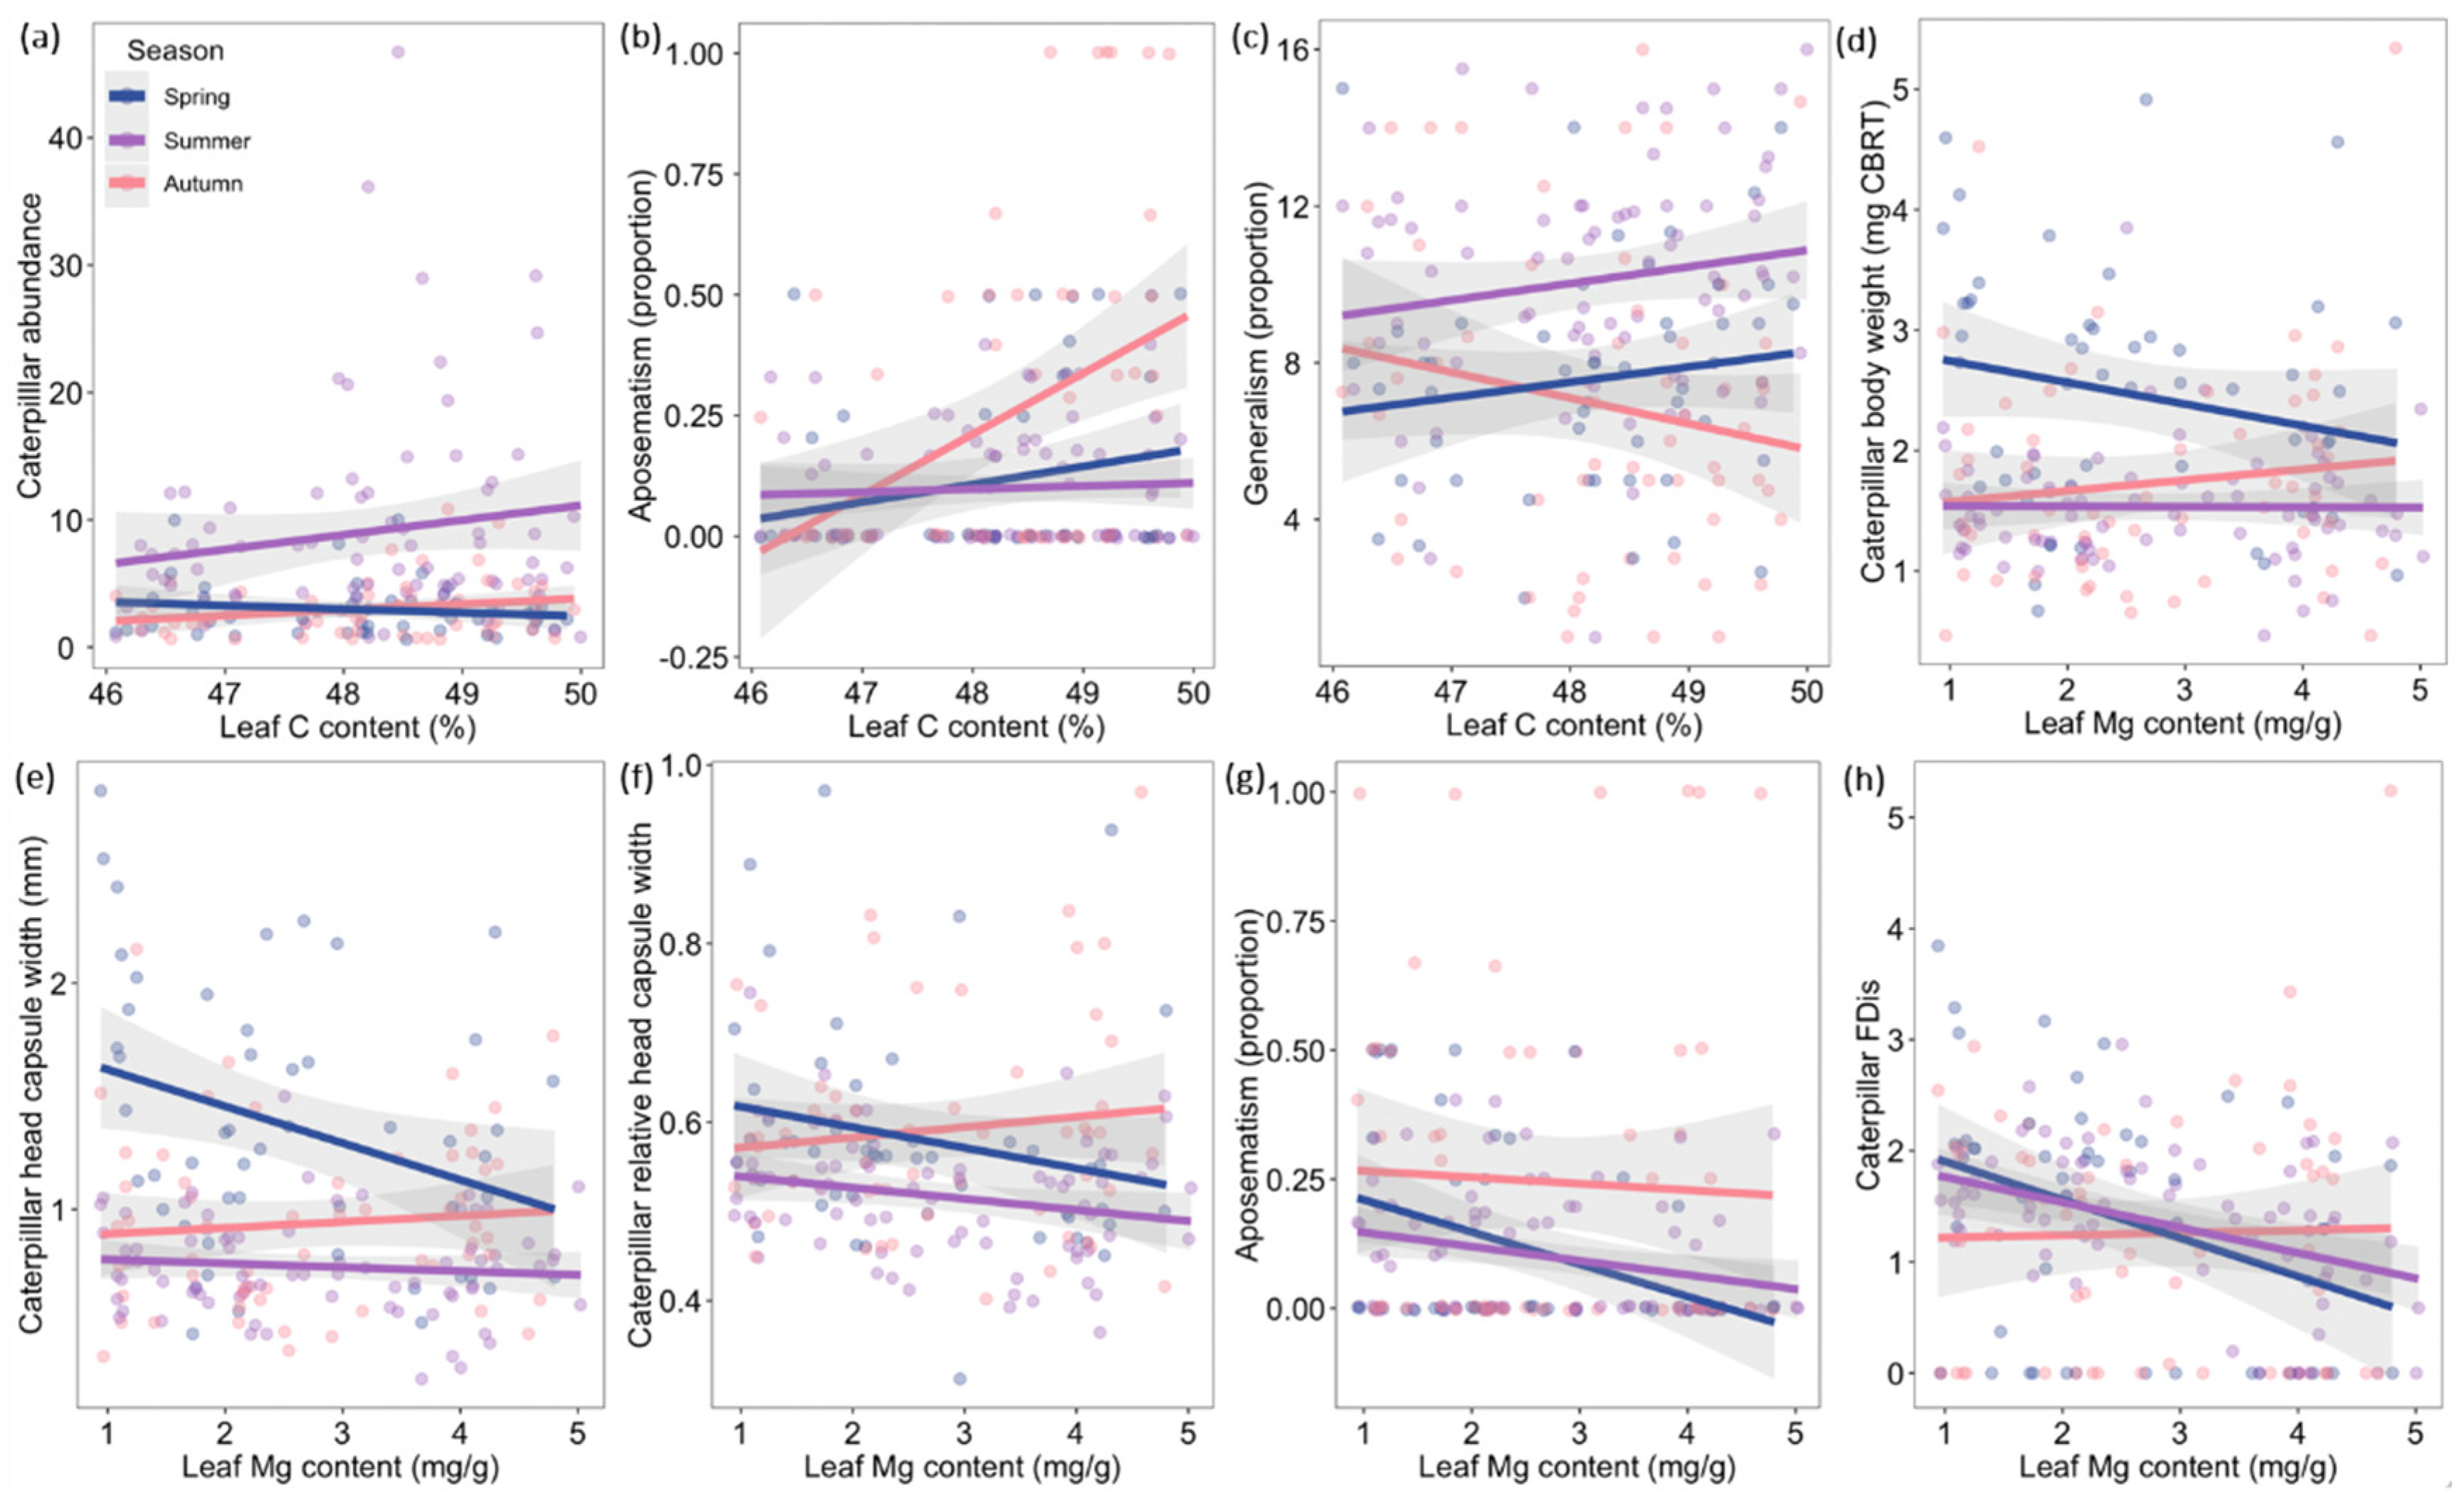 (a)
Season
Spring
Summer
Autumn
Caterpillar abundance
40
30
20
10
0
46 47 48 49 50
Leaf C content (%)
(b)
Aposematism (proportion)
1.00
0.75
0.50
0.25
0.00
-0.25
46 47 48 49 50
Leaf C content (%)
(c)
Generalism (proportion)
16
12
8
4
46 47 48 49 50
Leaf C content (%)
(d)
Caterpillar body weight (mg CBRT)
5
4
3
2
1
1 2 3 4 5
Leaf Mg content (mg/g)
(e)
Caterpillar head capsule width (mm)
2
1
1 2 3 4 5
Leaf Mg content (mg/g)
(f)
Caterpilllar relative head capsule width
1.0
0.8
0.6
0.4
1 2 3 4 5
Leaf Mg content (mg/g)
(g)
Aposematism (proportion)
1.00
0.75
0.50
0.25
0.00
1 2 3 4 5
Leaf Mg content (mg/g)
(h)
Caterpillar FDis
5
4
3
2
1
0
1 2 3 4 5
Leaf Mg content (mg/g)